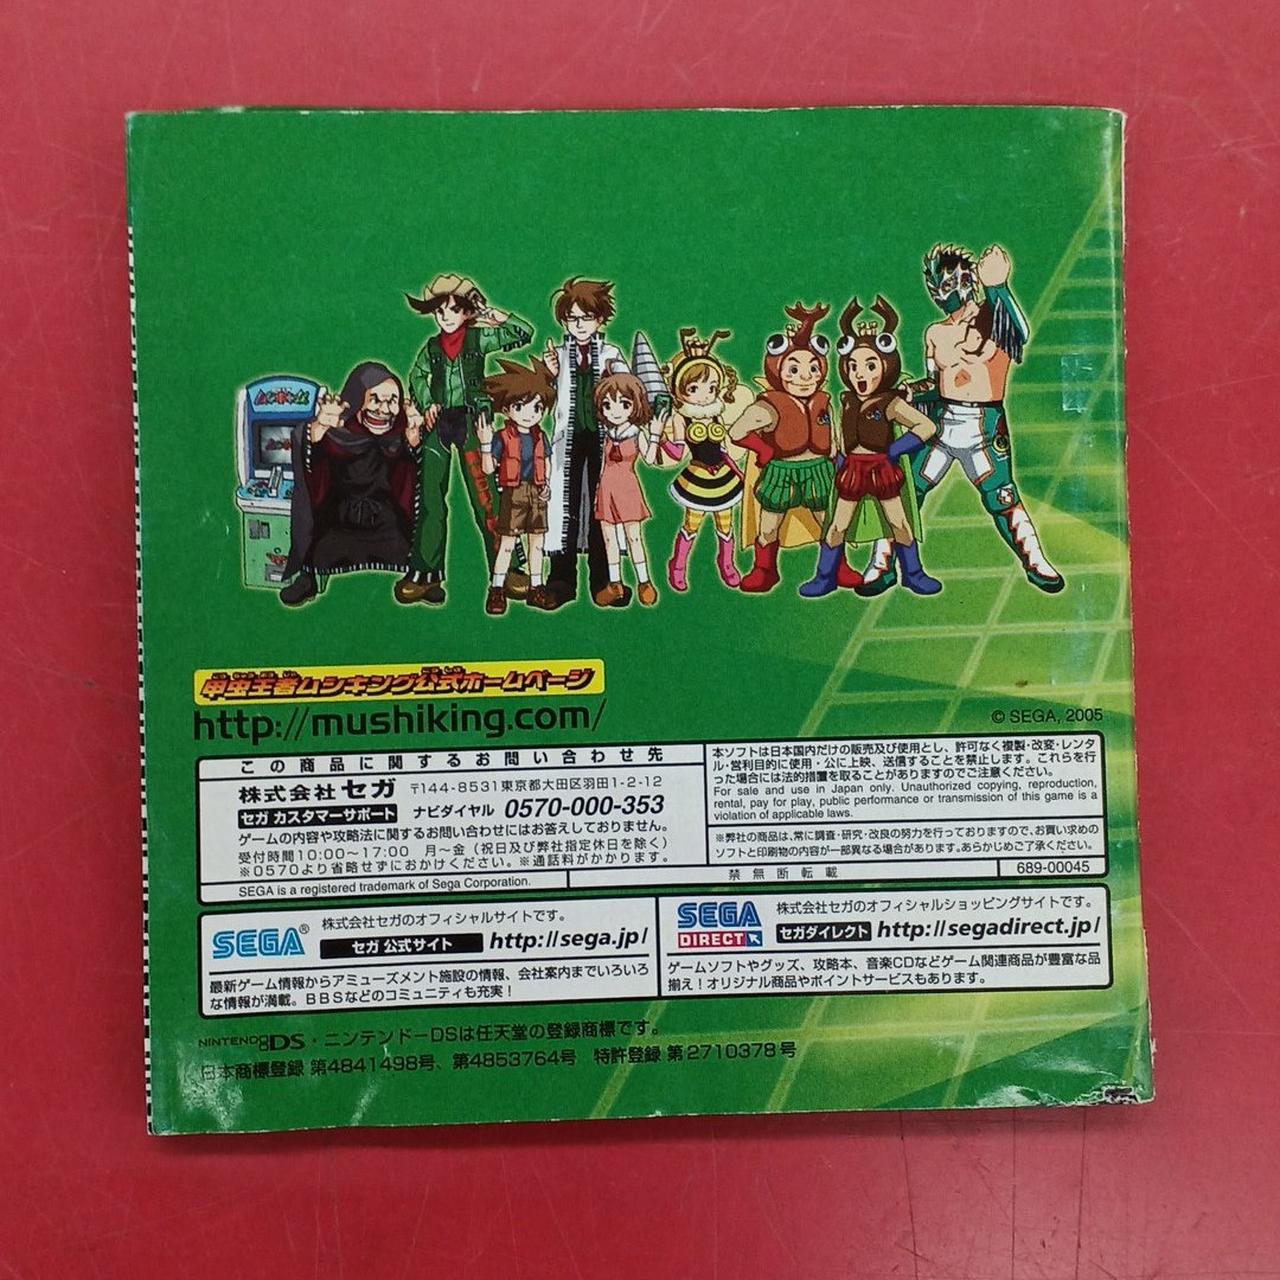 甲虫王者ムシキング公式ホームページ
http://mushiking.com/
© SEGA, 2005
この商品に関するお問い合わせ先
株式会社セガ 〒144-8531東京都大田区羽田1-2-12
セガ カスタマーサポート ナビダイヤル 0570-000-353
ゲームの内容や攻略法に関するお問い合わせにはお答えしておりません。
受付時間10:00〜17:00 月〜金（祝日及び弊社指定休日を除く）
※0570より省略せずにおかけください。※通話料がかかります。
SEGA is a registered trademark of Sega Corporation.
本ソフトは日本国内だけの販売及び使用とし、許可なく複製・改変・レンタ
ル・営利目的に使用・公に上映、送信することを禁止します。これらを行
った場合には法的措置を取ることがありますのでご注意ください。
For sale and use in Japan only. Unauthorized copying, reproduction,
rental, pay for play, public performance or transmission of this game is a
violation of applicable laws.
※弊社の商品は、常に調査・研究・改良の努力を行っておりますので、お買い求めの
ソフトと印刷物の内容が一部異なる場合があります。あらかじめご了承ください。
禁無断転載 689-00045
SEGA® 株式会社セガのオフィシャルサイトです。
セガ 公式サイト http://sega.jp/
最新ゲーム情報からアミューズメント施設の情報、会社案内までいろいろ
な情報が満載。BBSなどのコミュニティも充実！
SEGA DIRECT 株式会社セガのオフィシャルショッピングサイトです。
セガダイレクト http://segadirect.jp/
ゲームソフトやグッズ、攻略本、音楽CDなどゲーム関連商品が豊富な品
揃え！オリジナル商品やポイントサービスもあります。
NINTENDO DS・ニンテンドーDSは任天堂の登録商標です。
日本商標登録 第4841498号、第4853764号 特許登録 第2710378号